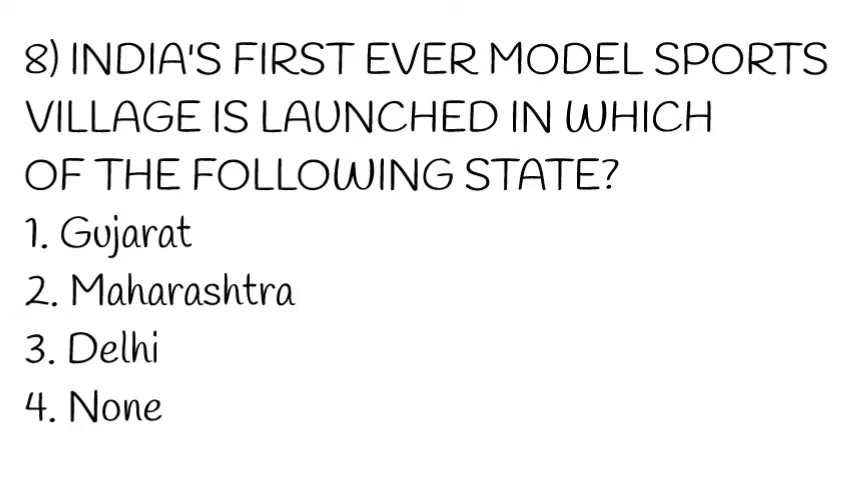 8) INDIA'S FIRST EVER MODEL SPORTS
VILLAGE IS LAUNCHED IN WHICH
OF THE FOLLOWING STATE?
1. Gujarat
2. Maharashtra
3. Delhi
4. None